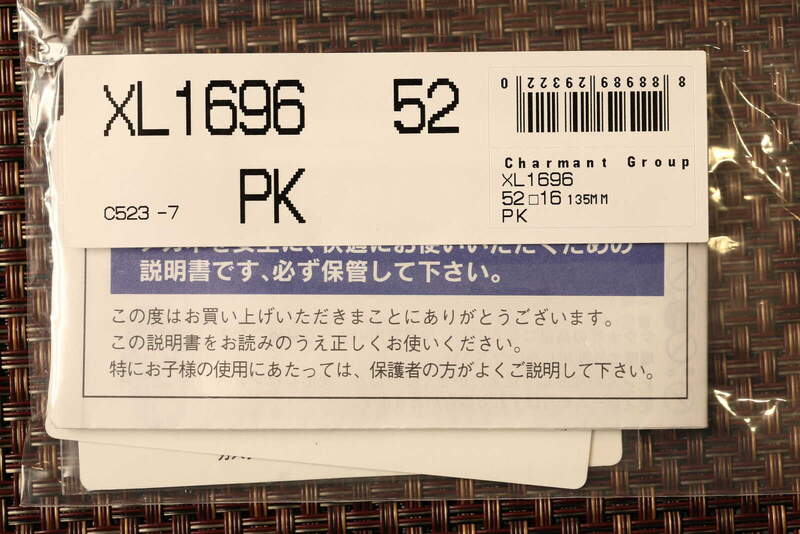 XL1696 52
PK
C523 -7
8 88989 29322 0
Charmant Group
XL1696
52□16 135MM
PK
説明書です、必ず保管して下さい。
この度はお買い上げいただきまことにありがとうございます。
この説明書をお読みのうえ正しくお使いください。
特にお子様の使用にあたっては、保護者の方がよくご説明して下さい。